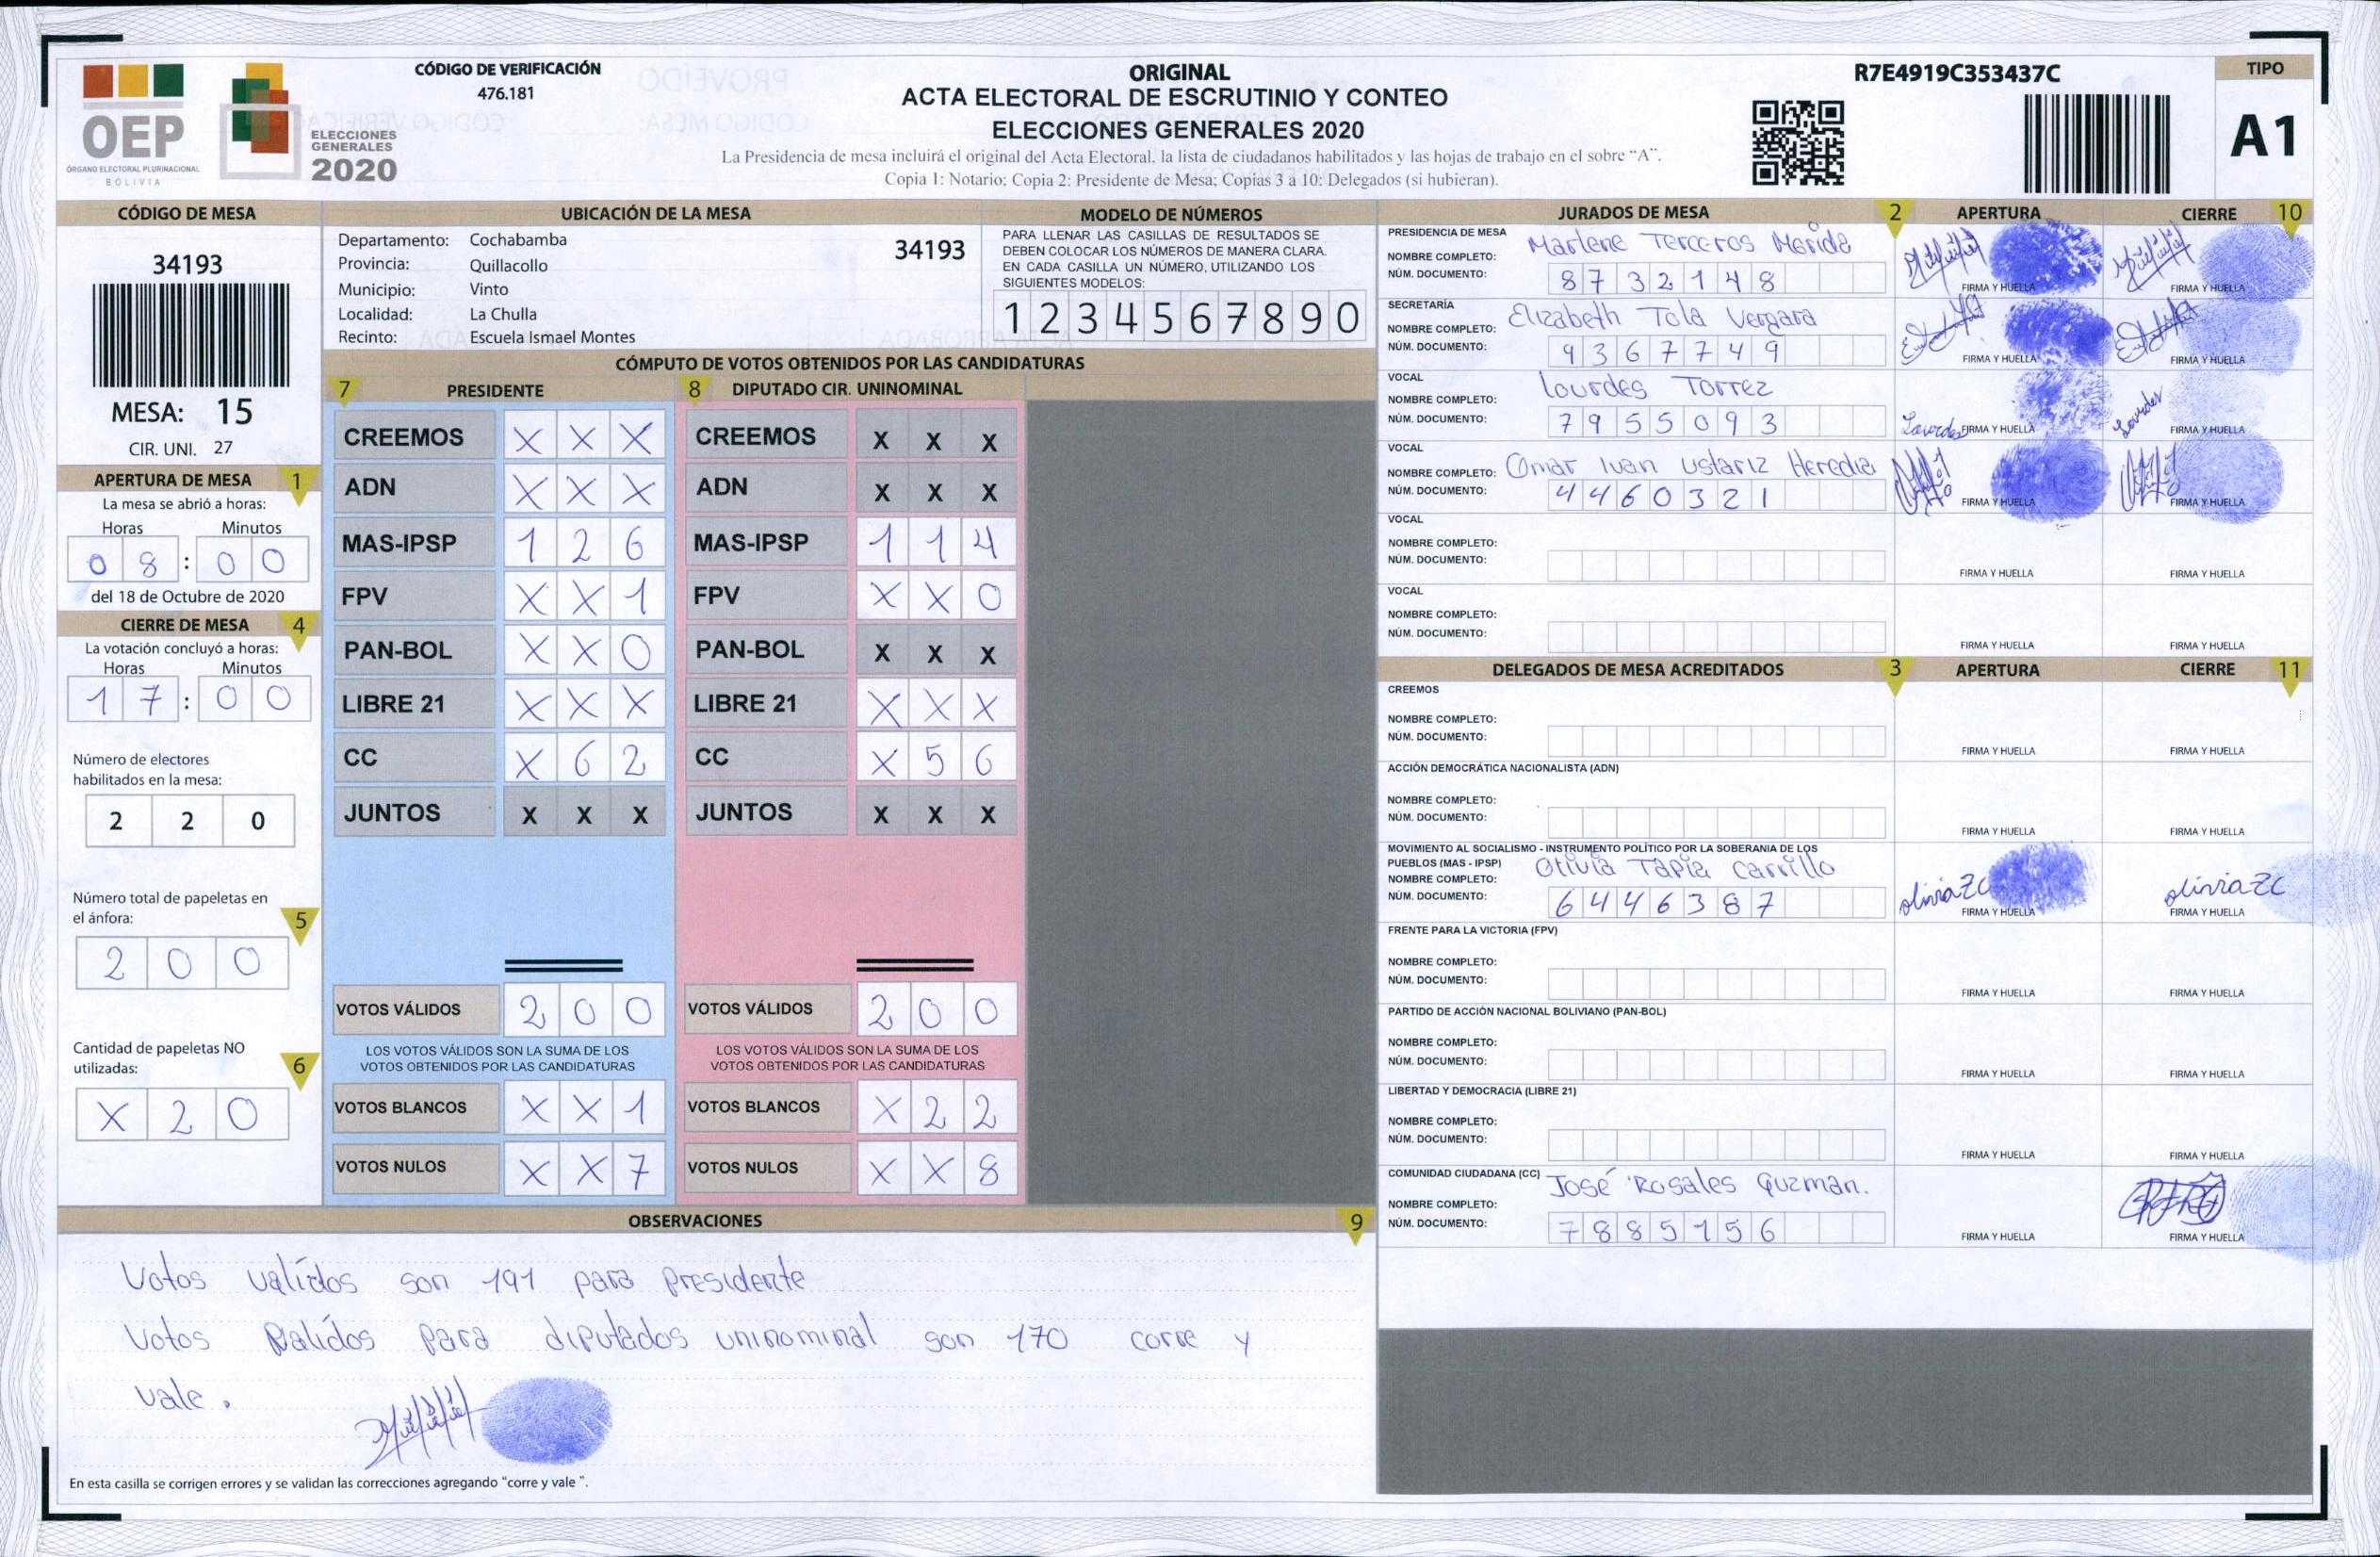 OEP
ÓRGANO ELECTORAL PLURINACIONAL
BOLIVIA
ELECCIONES
GENERALES
2020
CÓDIGO DE VERIFICACIÓN
476.181
ORIGINAL
ACTA ELECTORAL DE ESCRUTINIO Y CONTEO
ELECCIONES GENERALES 2020
La Presidencia de mesa incluirá el original del Acta Electoral, la lista de ciudadanos habilitados y las hojas de trabajo en el sobre “A”.
Copia 1: Notario; Copia 2: Presidente de Mesa; Copias 3 a 10: Delegados (si hubieran).
R7E4919C353437C
TIPO
A1
CÓDIGO DE MESA
34193
MESA: 15
CIR. UNI. 27
APERTURA DE MESA 1
La mesa se abrió a horas:
Horas Minutos
0 8 : 0 0
del 18 de Octubre de 2020
CIERRE DE MESA 4
La votación concluyó a horas:
Horas Minutos
1 7 : 0 0
Número de electores
habilitados en la mesa:
2 2 0
Número total de papeletas en
el ánfora: 5
2 0 0
Cantidad de papeletas NO
utilizadas: 6
X 2 0
UBICACIÓN DE LA MESA
Departamento: Cochabamba 34193
Provincia: Quillacollo
Municipio: Vinto
Localidad: La Chulla
Recinto: Escuela Ismael Montes
MODELO DE NÚMEROS
PARA LLENAR LAS CASILLAS DE RESULTADOS SE
DEBEN COLOCAR LOS NÚMEROS DE MANERA CLARA.
EN CADA CASILLA UN NÚMERO, UTILIZANDO LOS
SIGUIENTES MODELOS:
1 2 3 4 5 6 7 8 9 0
CÓMPUTO DE VOTOS OBTENIDOS POR LAS CANDIDATURAS
7 PRESIDENTE 8 DIPUTADO CIR. UNINOMINAL
CREEMOS X X X CREEMOS X X X
ADN X X X ADN X X X
MAS-IPSP 1 2 6 MAS-IPSP 1 1 4
FPV X X 1 FPV X X 0
PAN-BOL X X 0 PAN-BOL X X X
LIBRE 21 X X X LIBRE 21 X X X
CC X 6 2 CC X 5 6
JUNTOS X X X JUNTOS X X X
VOTOS VÁLIDOS 2 0 0 VOTOS VÁLIDOS 2 0 0
LOS VOTOS VÁLIDOS SON LA SUMA DE LOS LOS VOTOS VÁLIDOS SON LA SUMA DE LOS
VOTOS OBTENIDOS POR LAS CANDIDATURAS VOTOS OBTENIDOS POR LAS CANDIDATURAS
VOTOS BLANCOS X X 1 VOTOS BLANCOS X 2 2
VOTOS NULOS X X 7 VOTOS NULOS X X 8
OBSERVACIONES 9
Votos valídos son 191 para presidente
Votos valídos para diputados uninominal son 170 corre y
vale.
En esta casilla se corrigen errores y se validan las correcciones agregando “corre y vale ”.
JURADOS DE MESA 2 APERTURA CIERRE 10
PRESIDENCIA DE MESA
NOMBRE COMPLETO: Marlene Terceros Merida
NÚM. DOCUMENTO: 8 7 3 2 1 4 8 FIRMA Y HUELLA FIRMA Y HUELLA
SECRETARÍA
NOMBRE COMPLETO: Elizabeth Tola Vergara
NÚM. DOCUMENTO: 9 3 6 7 7 4 9 FIRMA Y HUELLA FIRMA Y HUELLA
VOCAL
NOMBRE COMPLETO: Lourdes Torrez
NÚM. DOCUMENTO: 7 9 5 5 0 9 3 Lourdes FIRMA Y HUELLA Lourdes FIRMA Y HUELLA
VOCAL
NOMBRE COMPLETO: Omar Ivan Ustariz Heredia
NÚM. DOCUMENTO: 4 4 6 0 3 2 1 FIRMA Y HUELLA FIRMA Y HUELLA
VOCAL
NOMBRE COMPLETO:
NÚM. DOCUMENTO: FIRMA Y HUELLA FIRMA Y HUELLA
VOCAL
NOMBRE COMPLETO:
NÚM. DOCUMENTO: FIRMA Y HUELLA FIRMA Y HUELLA
DELEGADOS DE MESA ACREDITADOS 3 APERTURA CIERRE 11
CREEMOS
NOMBRE COMPLETO:
NÚM. DOCUMENTO: FIRMA Y HUELLA FIRMA Y HUELLA
ACCIÓN DEMOCRÁTICA NACIONALISTA (ADN)
NOMBRE COMPLETO:
NÚM. DOCUMENTO: FIRMA Y HUELLA FIRMA Y HUELLA
MOVIMIENTO AL SOCIALISMO - INSTRUMENTO POLÍTICO POR LA SOBERANIA DE LOS
PUEBLOS (MAS - IPSP)
NOMBRE COMPLETO: Olivia Tapia Carrillo
NÚM. DOCUMENTO: 6 4 4 6 3 8 7 oliviaTC FIRMA Y HUELLA oliviaTC FIRMA Y HUELLA
FRENTE PARA LA VICTORIA (FPV)
NOMBRE COMPLETO:
NÚM. DOCUMENTO: FIRMA Y HUELLA FIRMA Y HUELLA
PARTIDO DE ACCIÓN NACIONAL BOLIVIANO (PAN-BOL)
NOMBRE COMPLETO:
NÚM. DOCUMENTO: FIRMA Y HUELLA FIRMA Y HUELLA
LIBERTAD Y DEMOCRACIA (LIBRE 21)
NOMBRE COMPLETO:
NÚM. DOCUMENTO: FIRMA Y HUELLA FIRMA Y HUELLA
COMUNIDAD CIUDADANA (CC)
NOMBRE COMPLETO: José Rosales Guzman.
NÚM. DOCUMENTO: 7 8 8 5 1 5 6 FIRMA Y HUELLA FIRMA Y HUELLA